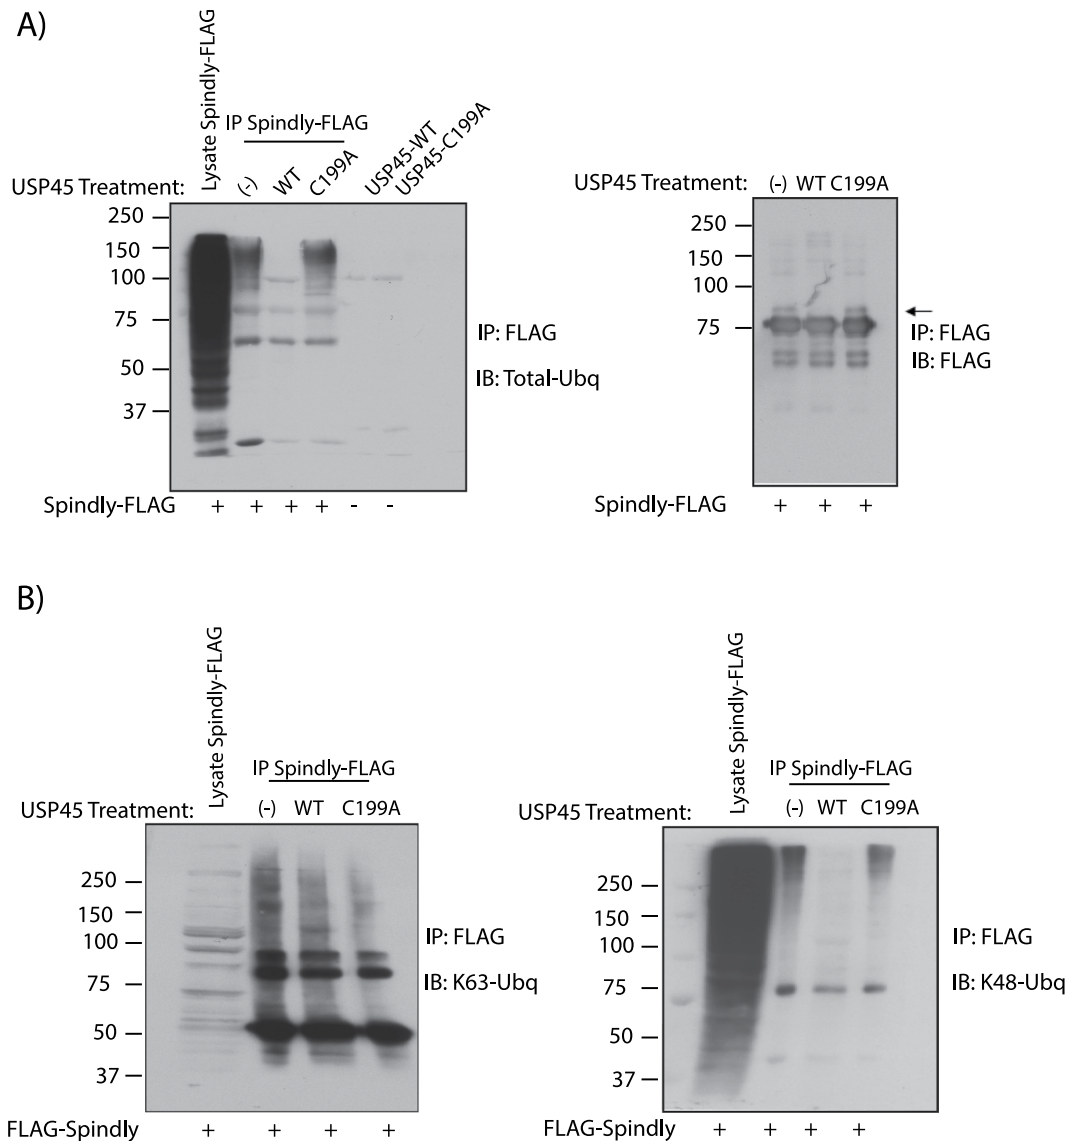 A)
Lysate Spindly-FLAG
IP Spindly-FLAG
USP45 Treatment:
(-)
WT
C199A
USP45-WT
USP45-C199A
250
150
100
75
50
37
IP: FLAG
IB: Total-Ubq
Spindly-FLAG
+ + + + - -
USP45 Treatment:
(-) WT C199A
250
150
100
75
IP: FLAG
IB: FLAG
Spindly-FLAG
+ + +
B)
Lysate Spindly-FLAG
IP Spindly-FLAG
USP45 Treatment:
(-) WT C199A
250
150
100
75
50
37
IP: FLAG
IB: K63-Ubq
FLAG-Spindly
+ + + +
Lysate Spindly-FLAG
IP Spindly-FLAG
USP45 Treatment:
(-) WT C199A
250
150
100
75
50
37
IP: FLAG
IB: K48-Ubq
FLAG-Spindly
+ + + +